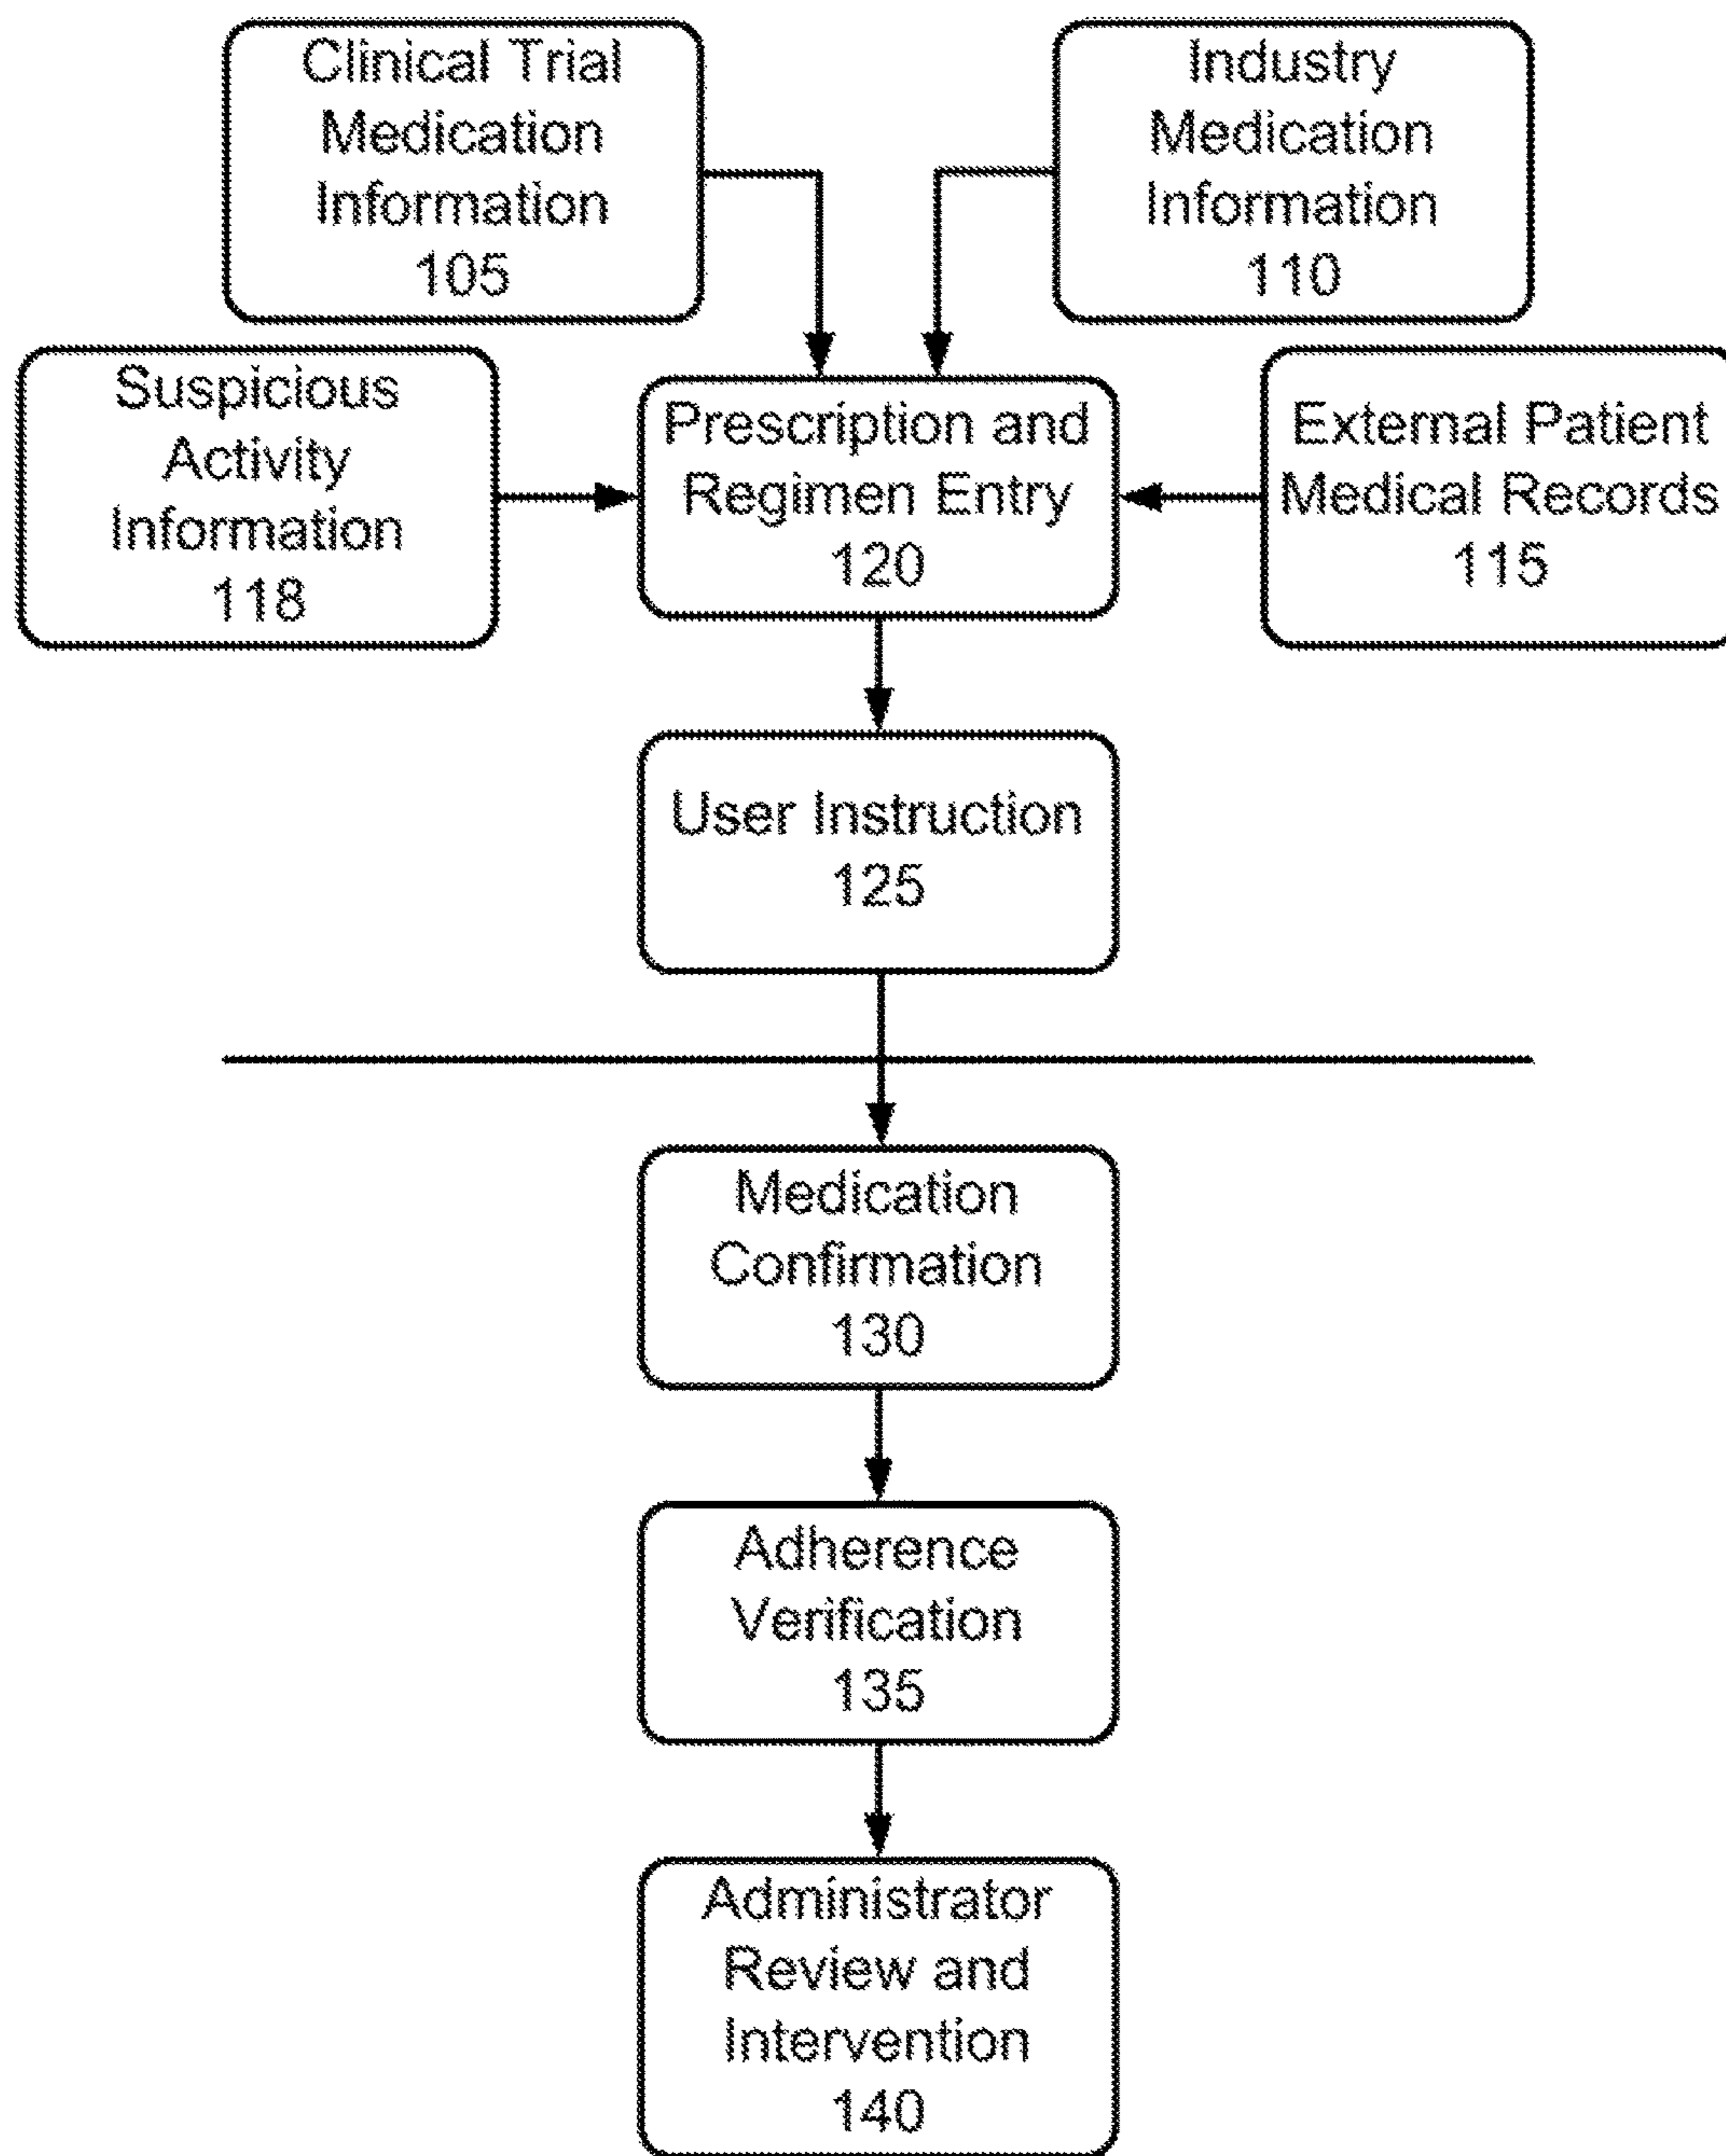 Clinical Trial
Medication
Information
105
Industry
Medication
Information
110
Suspicious
Activity
Information
118
Prescription and
Regimen Entry
120
External Patient
Medical Records
115
User Instruction
125
Medication
Confirmation
130
Adherence
Verification
135
Administrator
Review and
Intervention
140